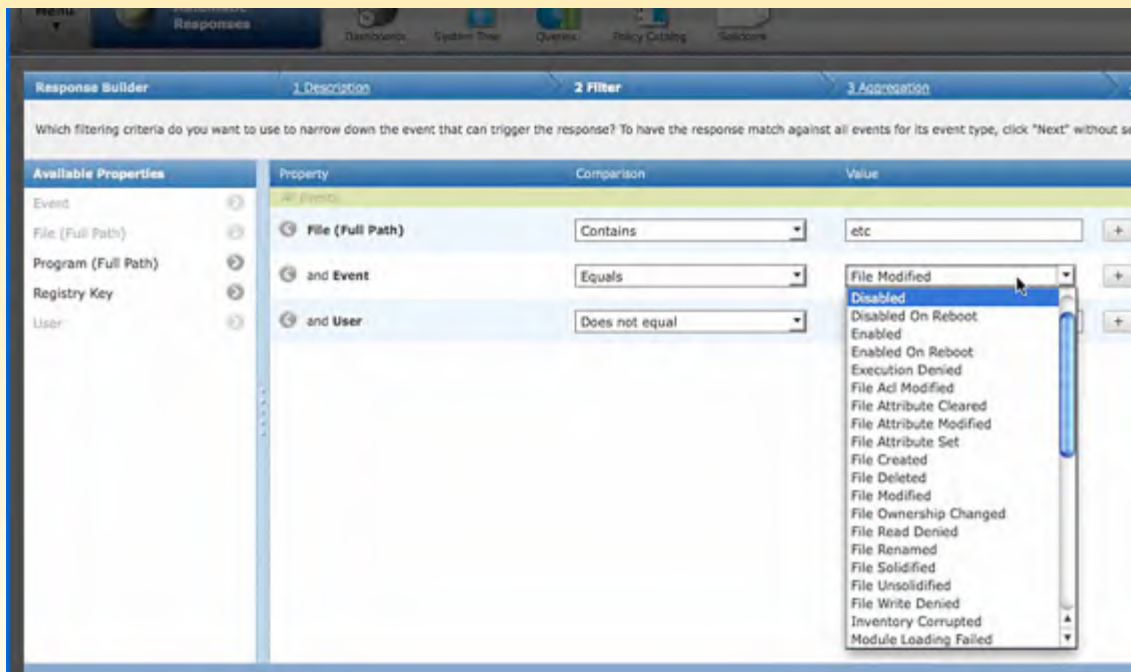 Menu
Automatic
Responses
Dashboards System Tree Queries Policy Catalog Solidcore
Response Builder 1 Description 2 Filter 3 Aggregation
Which filtering criteria do you want to use to narrow down the event that can trigger the response? To have the response match against all events for its event type, click "Next" without se
Available Properties Property Comparison Value
Event
All Events
File (Full Path) File (Full Path) Contains etc +
Program (Full Path)
and Event Equals File Modified +
Registry Key
User and User Does not equal +
Disabled
Disabled On Reboot
Enabled
Enabled On Reboot
Execution Denied
File Acl Modified
File Attribute Cleared
File Attribute Modified
File Attribute Set
File Created
File Deleted
File Modified
File Ownership Changed
File Read Denied
File Renamed
File Solidified
File Unsolidified
File Write Denied
Inventory Corrupted
Module Loading Failed